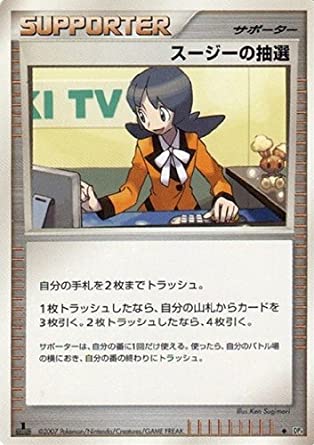 SUPPORTER
サポーター
スージーの抽選
KI TV
自分の手札を2枚までトラッシュ。
1枚トラッシュしたなら、自分の山札からカードを
3枚引く。2枚トラッシュしたなら、4枚引く。
サポーターは、自分の番に1回だけ使える。使ったら、自分のバトル場
の横におき、自分の番の終わりにトラッシュ。
illus. Ken Sugimori
1
©2007 Pokémon/Nintendo/Creatures/GAME FREAK